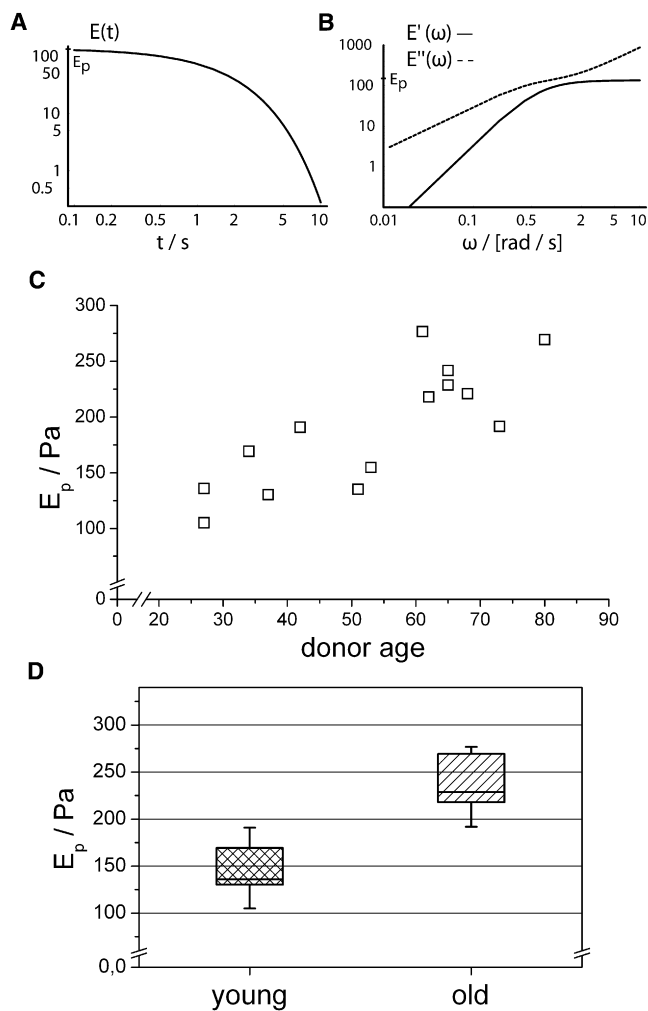 A
E(t)
100
Ep
50
10
5
1
0.5
0.1 0.2 0.5 1 2 5 10
t / s
B
E'(ω) —
E''(ω) --
1000
100
Ep
10
1
0.01 0.1 0.5 2 5 10
ω / [rad / s]
C
300
250
200
150
100
0
Ep / Pa
0 20 30 40 50 60 70 80 90
donor age
D
300
250
200
150
100
0,0
Ep / Pa
young old